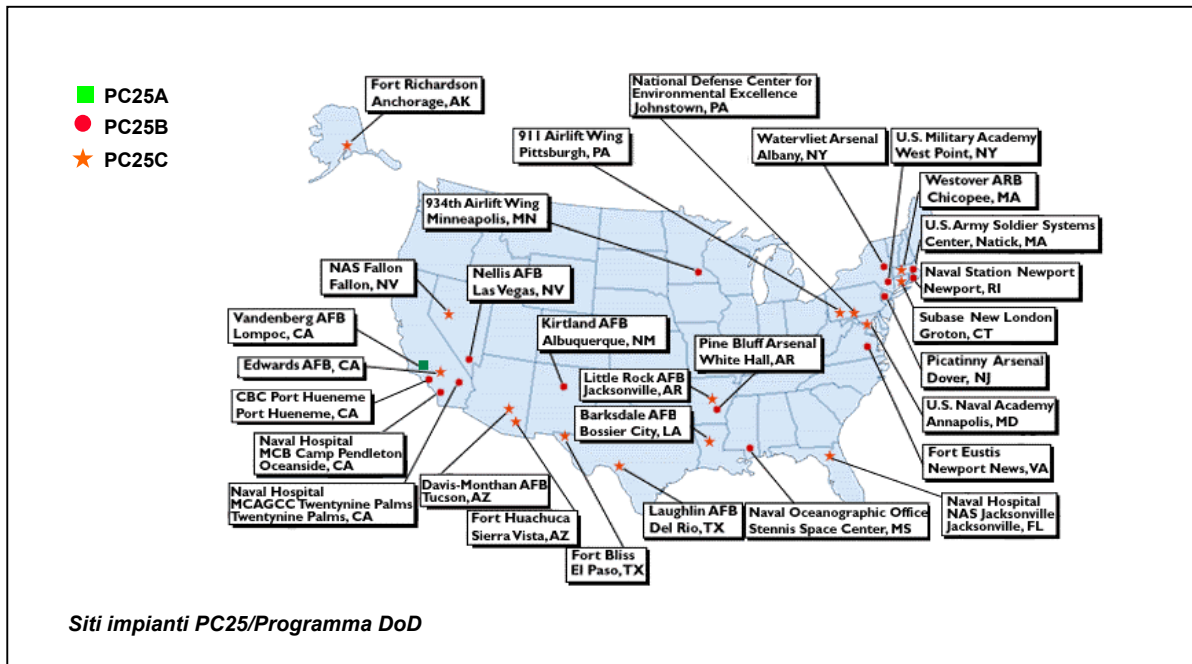 PC25A
PC25B
PC25C
Fort Richardson
Anchorage, AK
National Defense Center for
Environmental Excellence
Johnstown, PA
911 Airlift Wing
Pittsburgh, PA
Watervliet Arsenal
Albany, NY
U.S. Military Academy
West Point, NY
Westover ARB
Chicopee, MA
934th Airlift Wing
Minneapolis, MN
U.S. Army Soldier Systems
Center, Natick, MA
NAS Fallon
Fallon, NV
Nellis AFB
Las Vegas, NV
Naval Station Newport
Newport, RI
Vandenberg AFB
Lompoc, CA
Kirtland AFB
Albuquerque, NM
Pine Bluff Arsenal
White Hall, AR
Subase New London
Groton, CT
Edwards AFB, CA
Little Rock AFB
Jacksonville, AR
Picatinny Arsenal
Dover, NJ
CBC Port Hueneme
Port Hueneme, CA
Barksdale AFB
Bossier City, LA
U.S. Naval Academy
Annapolis, MD
Naval Hospital
MCB Camp Pendleton
Oceanside, CA
Fort Eustis
Newport News, VA
Naval Hospital
MCAGCC Twentynine Palms
Twentynine Palms, CA
Davis-Monthan AFB
Tucson, AZ
Fort Huachuca
Sierra Vista, AZ
Fort Bliss
El Paso, TX
Laughlin AFB
Del Rio, TX
Naval Oceanographic Office
Stennis Space Center, MS
Naval Hospital
NAS Jacksonville
Jacksonville, FL
Siti impianti PC25/Programma DoD